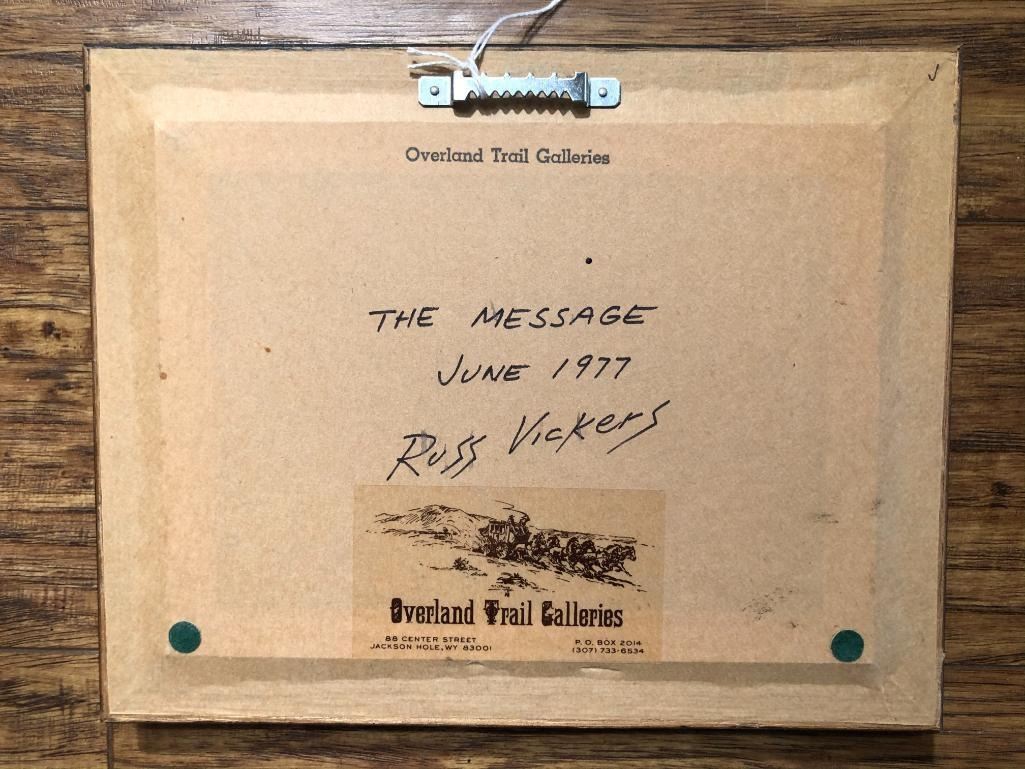 J
Overland Trail Galleries
THE MESSAGE
JUNE 1977
Russ Vickers
Overland Trail Galleries
88 CENTER STREET
JACKSON HOLE, WY 83001
P. O. BOX 2014
(307) 733-6534